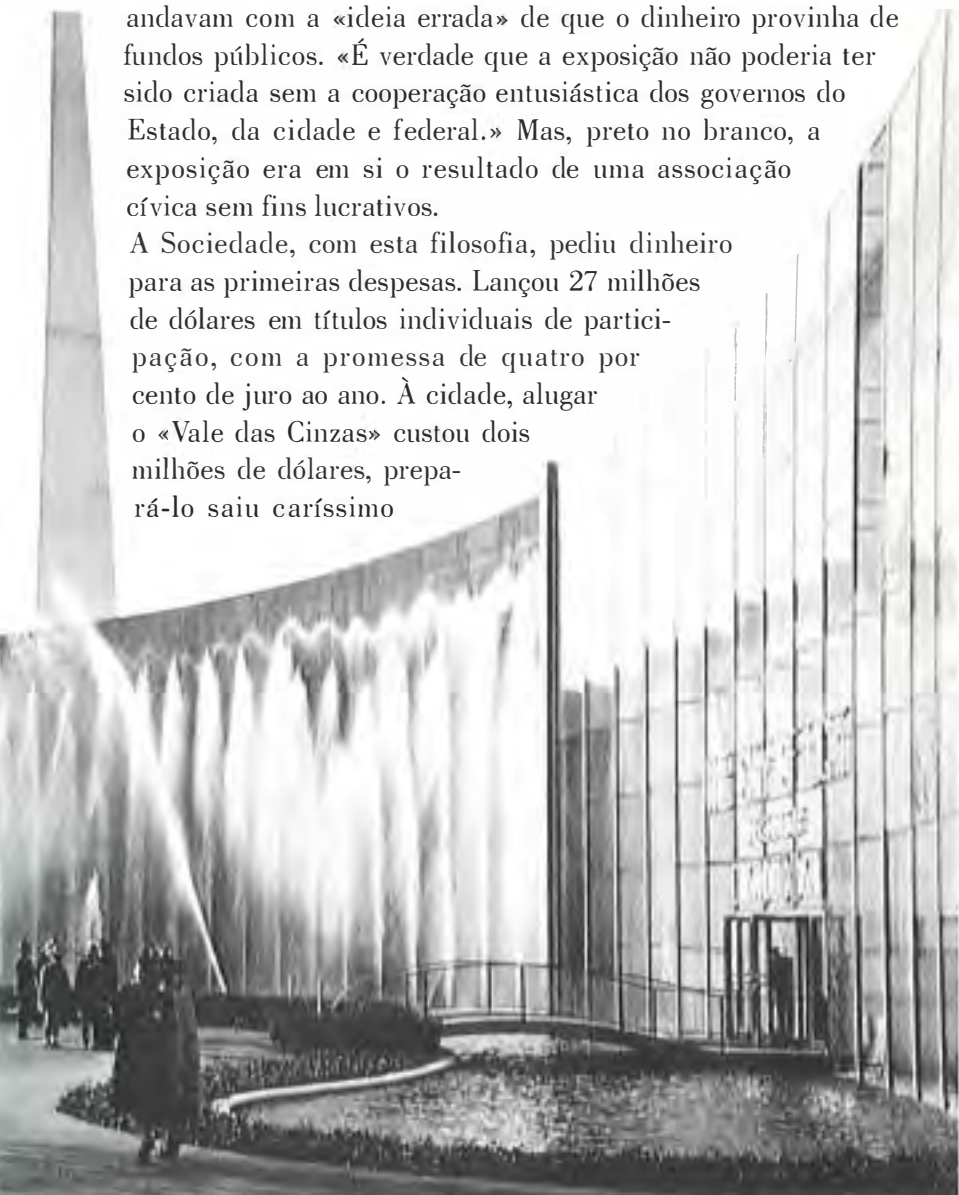 andavam com a «ideia errada» de que o dinheiro provinha de
fundos públicos. «É verdade que a exposição não poderia ter
sido criada sem a cooperação entusiástica dos governos do
Estado, da cidade e federal.» Mas, preto no branco, a
exposição era em si o resultado de uma associação
cívica sem fins lucrativos.
A Sociedade, com esta filosofia, pediu dinheiro
para as primeiras despesas. Lançou 27 milhões
de dólares em títulos individuais de partici-
pação, com a promessa de quatro por
cento de juro ao ano. À cidade, alugar
o «Vale das Cinzas» custou dois
milhões de dólares, prepa-
rá-lo saiu caríssimo